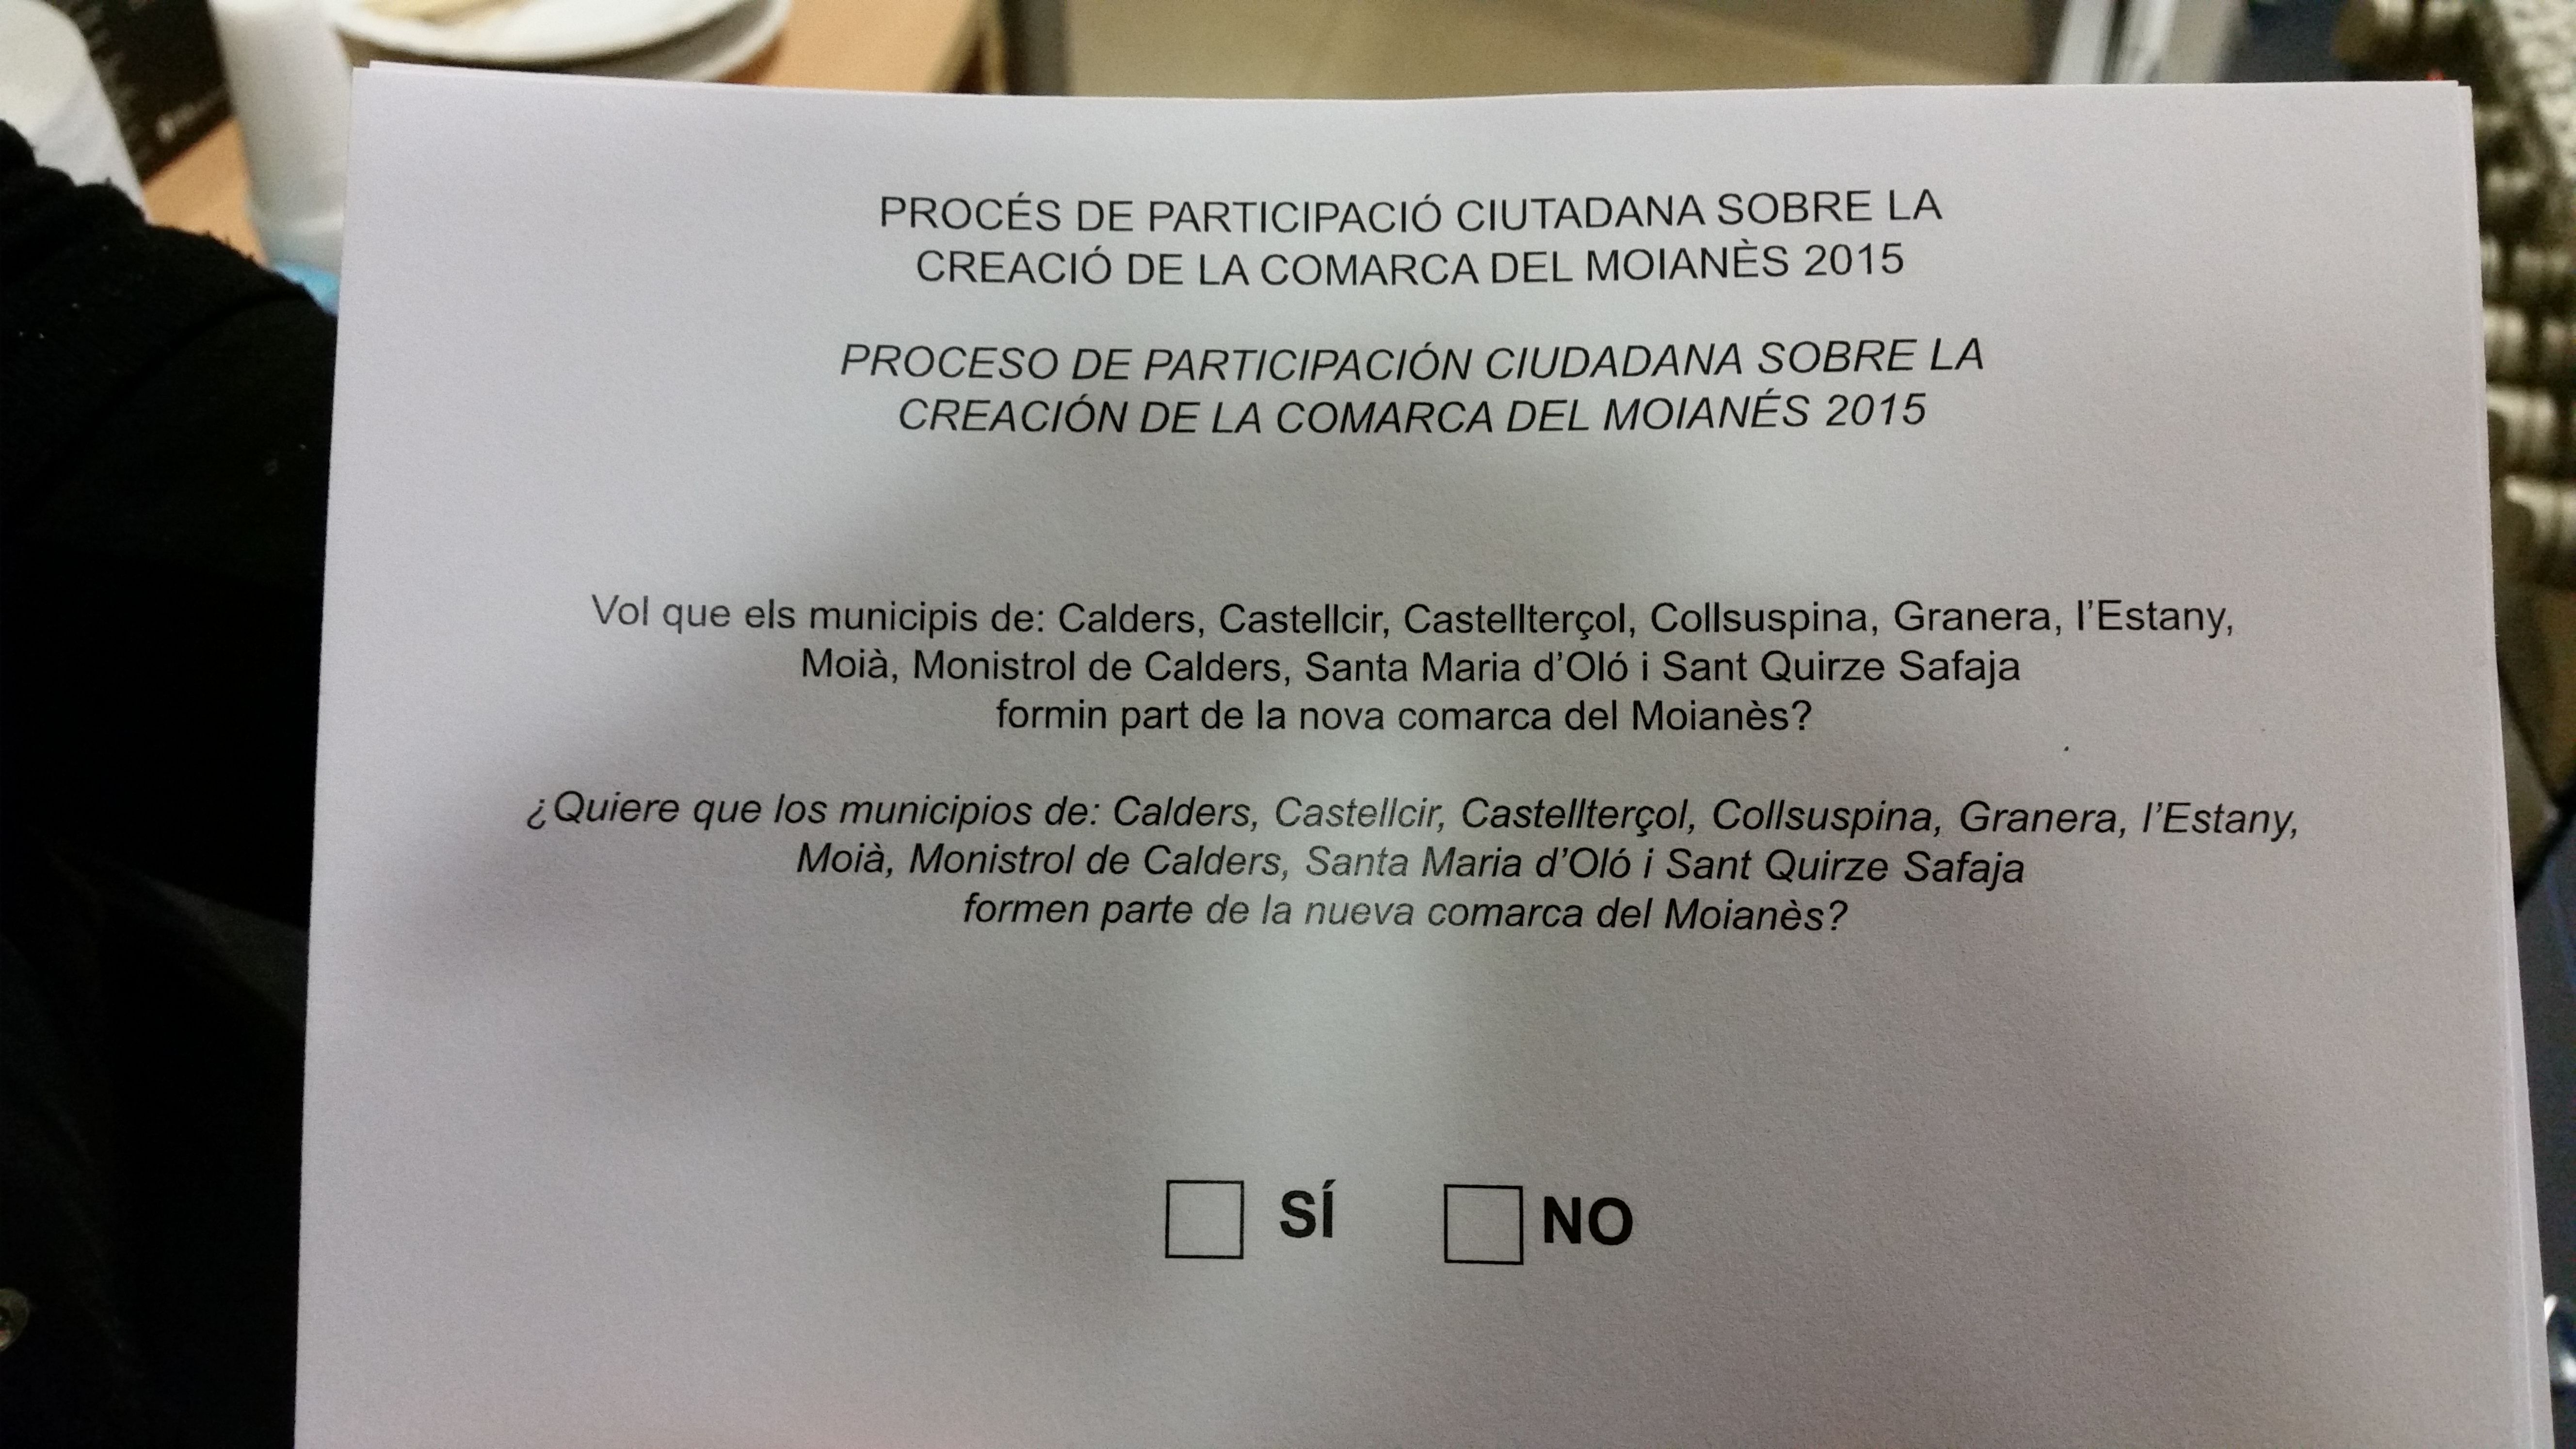 PROCÉS DE PARTICIPACIÓ CIUTADANA SOBRE LA
CREACIÓ DE LA COMARCA DEL MOIANÈS 2015
PROCESO DE PARTICIPACIÓN CIUDADANA SOBRE LA
CREACIÓN DE LA COMARCA DEL MOIANÉS 2015
Vol que els municipis de: Calders, Castellcir, Castellterçol, Collsuspina, Granera, l’Estany,
Moià, Monistrol de Calders, Santa Maria d’Oló i Sant Quirze Safaja
formin part de la nova comarca del Moianès?
¿Quiere que los municipios de: Calders, Castellcir, Castellterçol, Collsuspina, Granera, l’Estany,
Moià, Monistrol de Calders, Santa Maria d’Oló i Sant Quirze Safaja
formen parte de la nueva comarca del Moianès?
SÍ NO